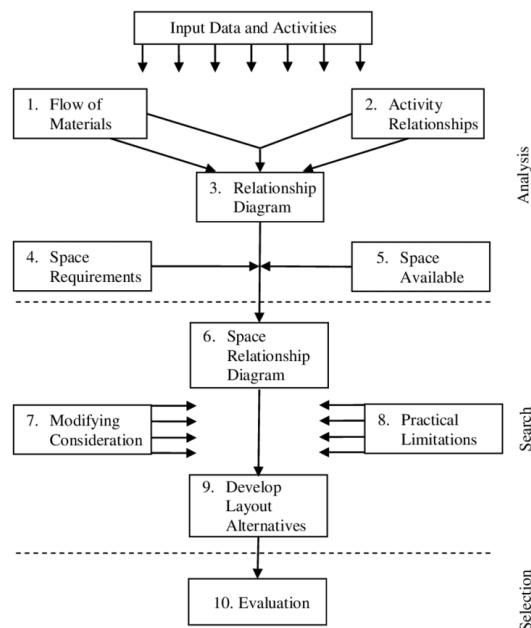 Input Data and Activities
1. Flow of
Materials
2. Activity
Relationships
3. Relationship
Diagram
4. Space
Requirements
5. Space
Available
6. Space
Relationship
Diagram
7. Modifying
Consideration
8. Practical
Limitations
9. Develop
Layout
Alternatives
10. Evaluation
Analysis
Search
Selection